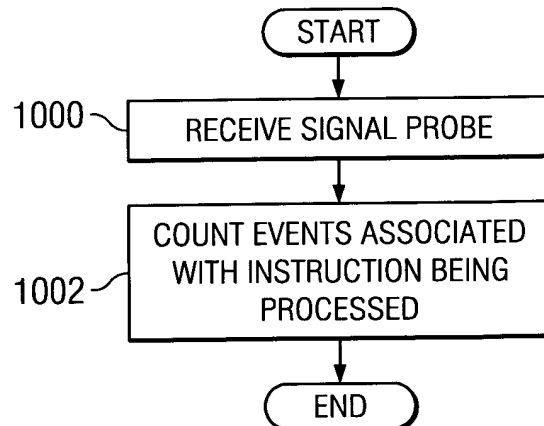 START
1000
RECEIVE SIGNAL PROBE
COUNT EVENTS ASSOCIATED
WITH INSTRUCTION BEING
1002
PROCESSED
END